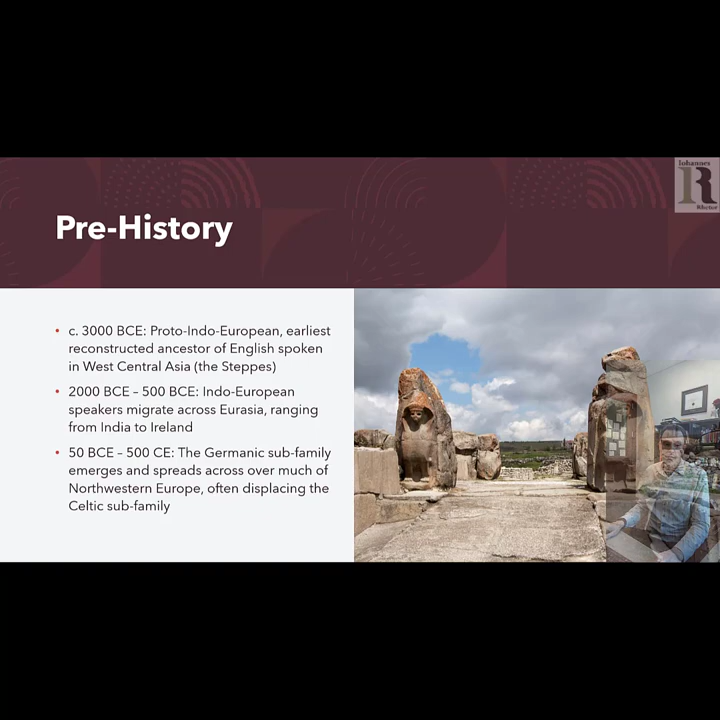 Iohannes
R
Rhetor
Pre-History
• c. 3000 BCE: Proto-Indo-European, earliest
reconstructed ancestor of English spoken
in West Central Asia (the Steppes)
• 2000 BCE – 500 BCE: Indo-European
speakers migrate across Eurasia, ranging
from India to Ireland
• 50 BCE – 500 CE: The Germanic sub-family
emerges and spreads across over much of
Northwestern Europe, often displacing the
Celtic sub-family